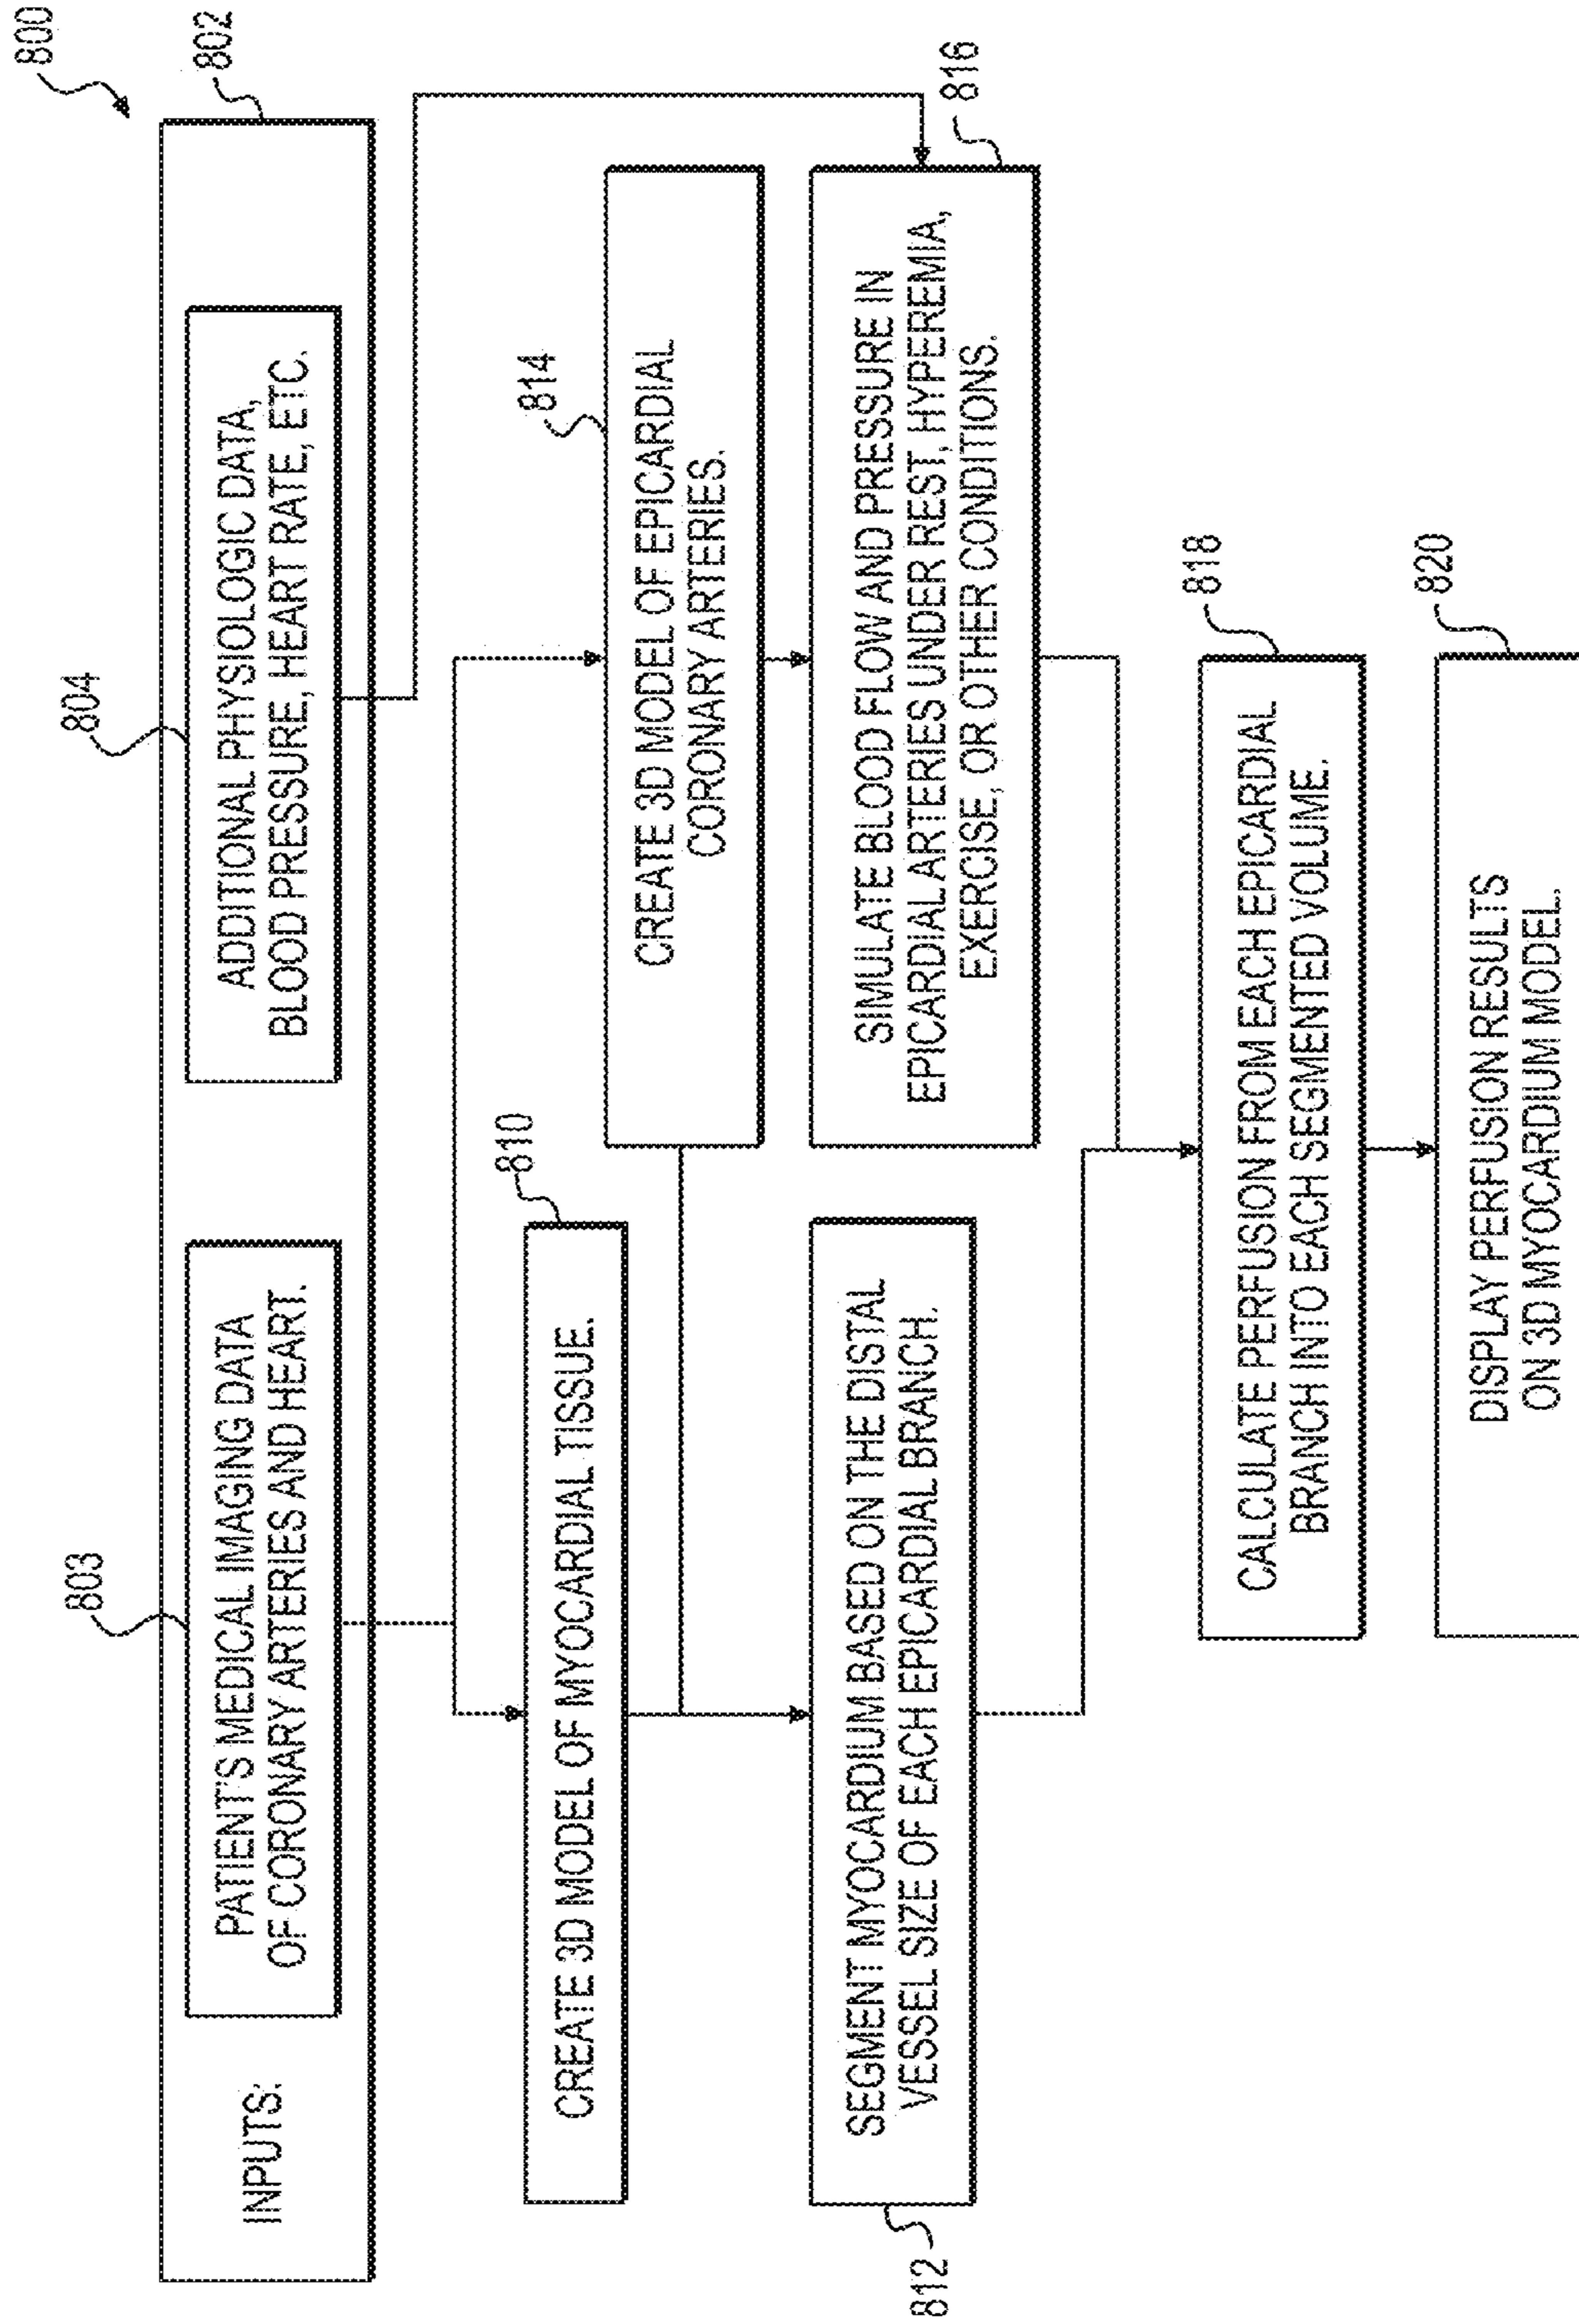 800
802
INPUTS:
803
PATIENT'S MEDICAL IMAGING DATA
OF CORONARY ARTERIES AND HEART.
804
ADDITIONAL PHYSIOLOGIC DATA,
BLOOD PRESSURE, HEART RATE, ETC.
810
CREATE 3D MODEL OF MYOCARDIAL TISSUE.
814
CREATE 3D MODEL OF EPICARDIAL
CORONARY ARTERIES.
812
SEGMENT MYOCARDIUM BASED ON THE DISTAL
VESSEL SIZE OF EACH EPICARDIAL BRANCH.
816
SIMULATE BLOOD FLOW AND PRESSURE IN
EPICARDIAL ARTERIES UNDER REST, HYPEREMIA,
EXERCISE, OR OTHER CONDITIONS.
818
CALCULATE PERFUSION FROM EACH EPICARDIAL
BRANCH INTO EACH SEGMENTED VOLUME.
820
DISPLAY PERFUSION RESULTS
ON 3D MYOCARDIUM MODEL.